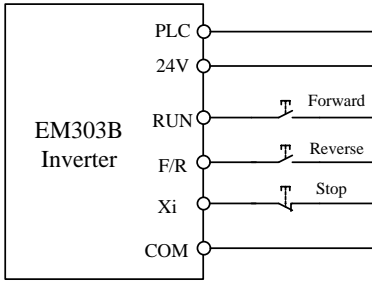 PLC
24V
RUN
Forward
EM303B
Inverter
F/R
Reverse
Xi
Stop
COM